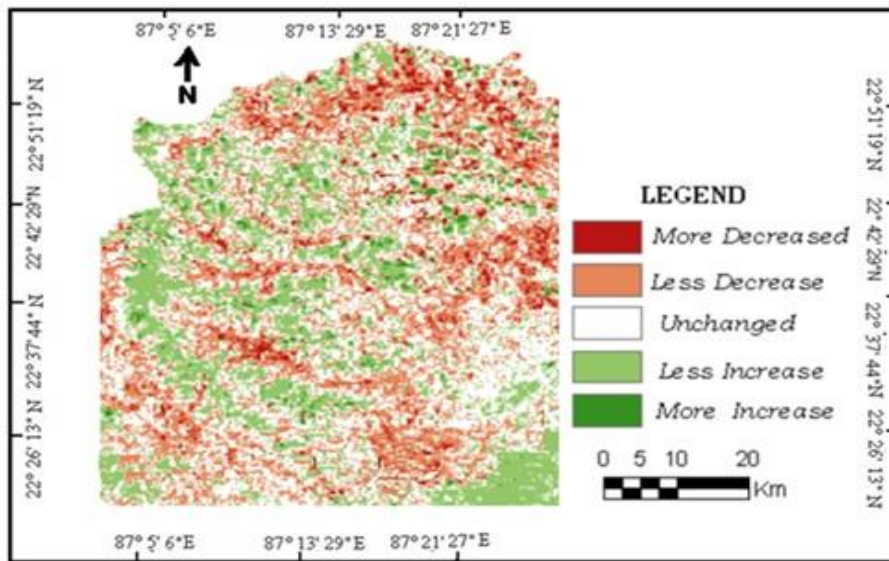 87° 5' 6"E 87° 13' 29"E 87° 21' 27" E
N
22° 51' 19" N
22° 42' 29" N
22° 37' 44" N
22° 26' 13" N
LEGEND
More Decreased
Less Decrease
Unchanged
Less Increase
More Increase
0 5 10 20
Km
22° 51' 19" N
22° 42' 29" N
22° 37' 44" N
22° 26' 13" N
87° 5' 6"E 87° 13' 29"E 87° 21' 27"E